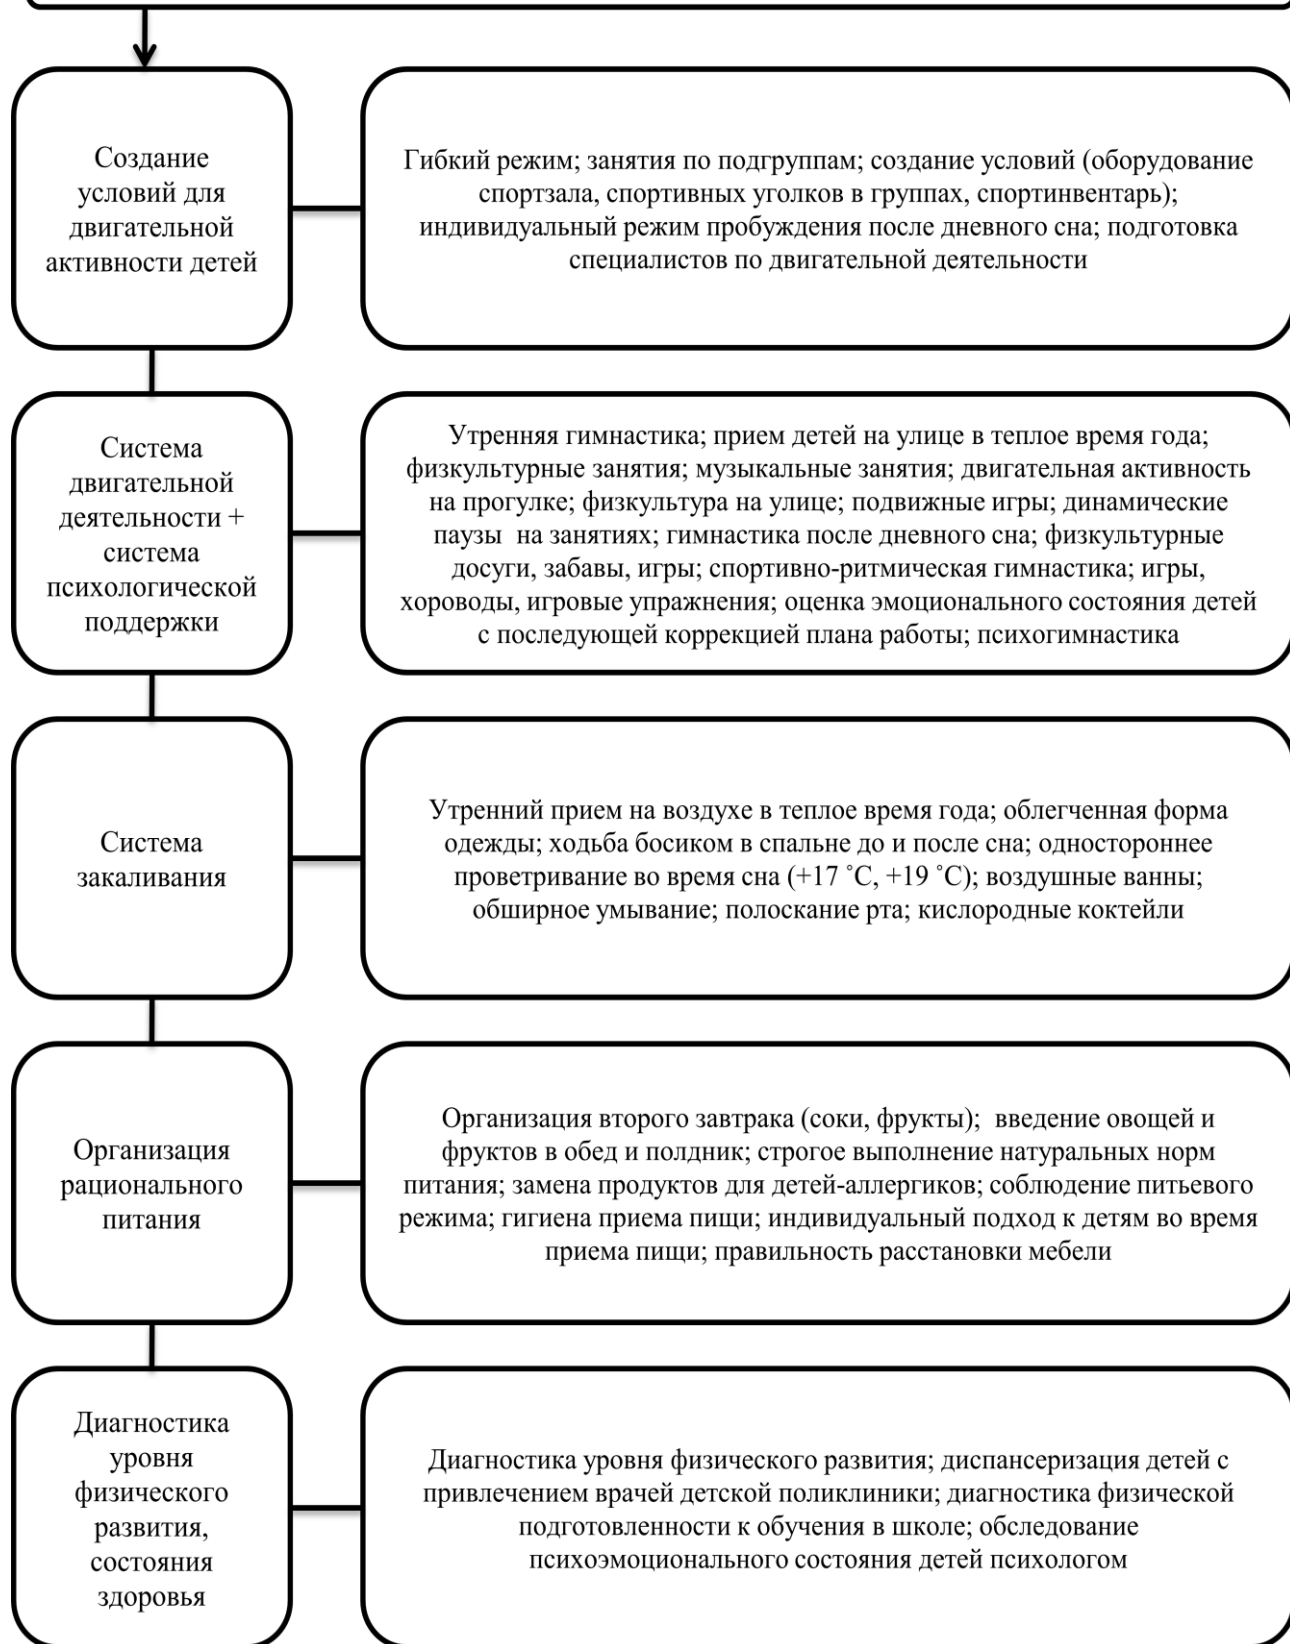 Создание
условий для
двигательной
активности детей
Гибкий режим; занятия по подгруппам; создание условий (оборудование
спортзала, спортивных уголков в группах, спортинвентарь);
индивидуальный режим пробуждения после дневного сна; подготовка
специалистов по двигательной деятельности
Система
двигательной
деятельности +
система
психологической
поддержки
Утренняя гимнастика; прием детей на улице в теплое время года;
физкультурные занятия; музыкальные занятия; двигательная активность
на прогулке; физкультура на улице; подвижные игры; динамические
паузы на занятиях; гимнастика после дневного сна; физкультурные
досуги, забавы, игры; спортивно-ритмическая гимнастика; игры,
хороводы, игровые упражнения; оценка эмоционального состояния детей
с последующей коррекцией плана работы; психогимнастика
Система
закаливания
Утренний прием на воздухе в теплое время года; облегченная форма
одежды; ходьба босиком в спальне до и после сна; одностороннее
проветривание во время сна (+17 ˚С, +19 ˚С); воздушные ванны;
обширное умывание; полоскание рта; кислородные коктейли
Организация
рационального
питания
Организация второго завтрака (соки, фрукты); введение овощей и
фруктов в обед и полдник; строгое выполнение натуральных норм
питания; замена продуктов для детей-аллергиков; соблюдение питьевого
режима; гигиена приема пищи; индивидуальный подход к детям во время
приема пищи; правильность расстановки мебели
Диагностика
уровня
физического
развития,
состояния
здоровья
Диагностика уровня физического развития; диспансеризация детей с
привлечением врачей детской поликлиники; диагностика физической
подготовленности к обучения в школе; обследование
психоэмоционального состояния детей психологом